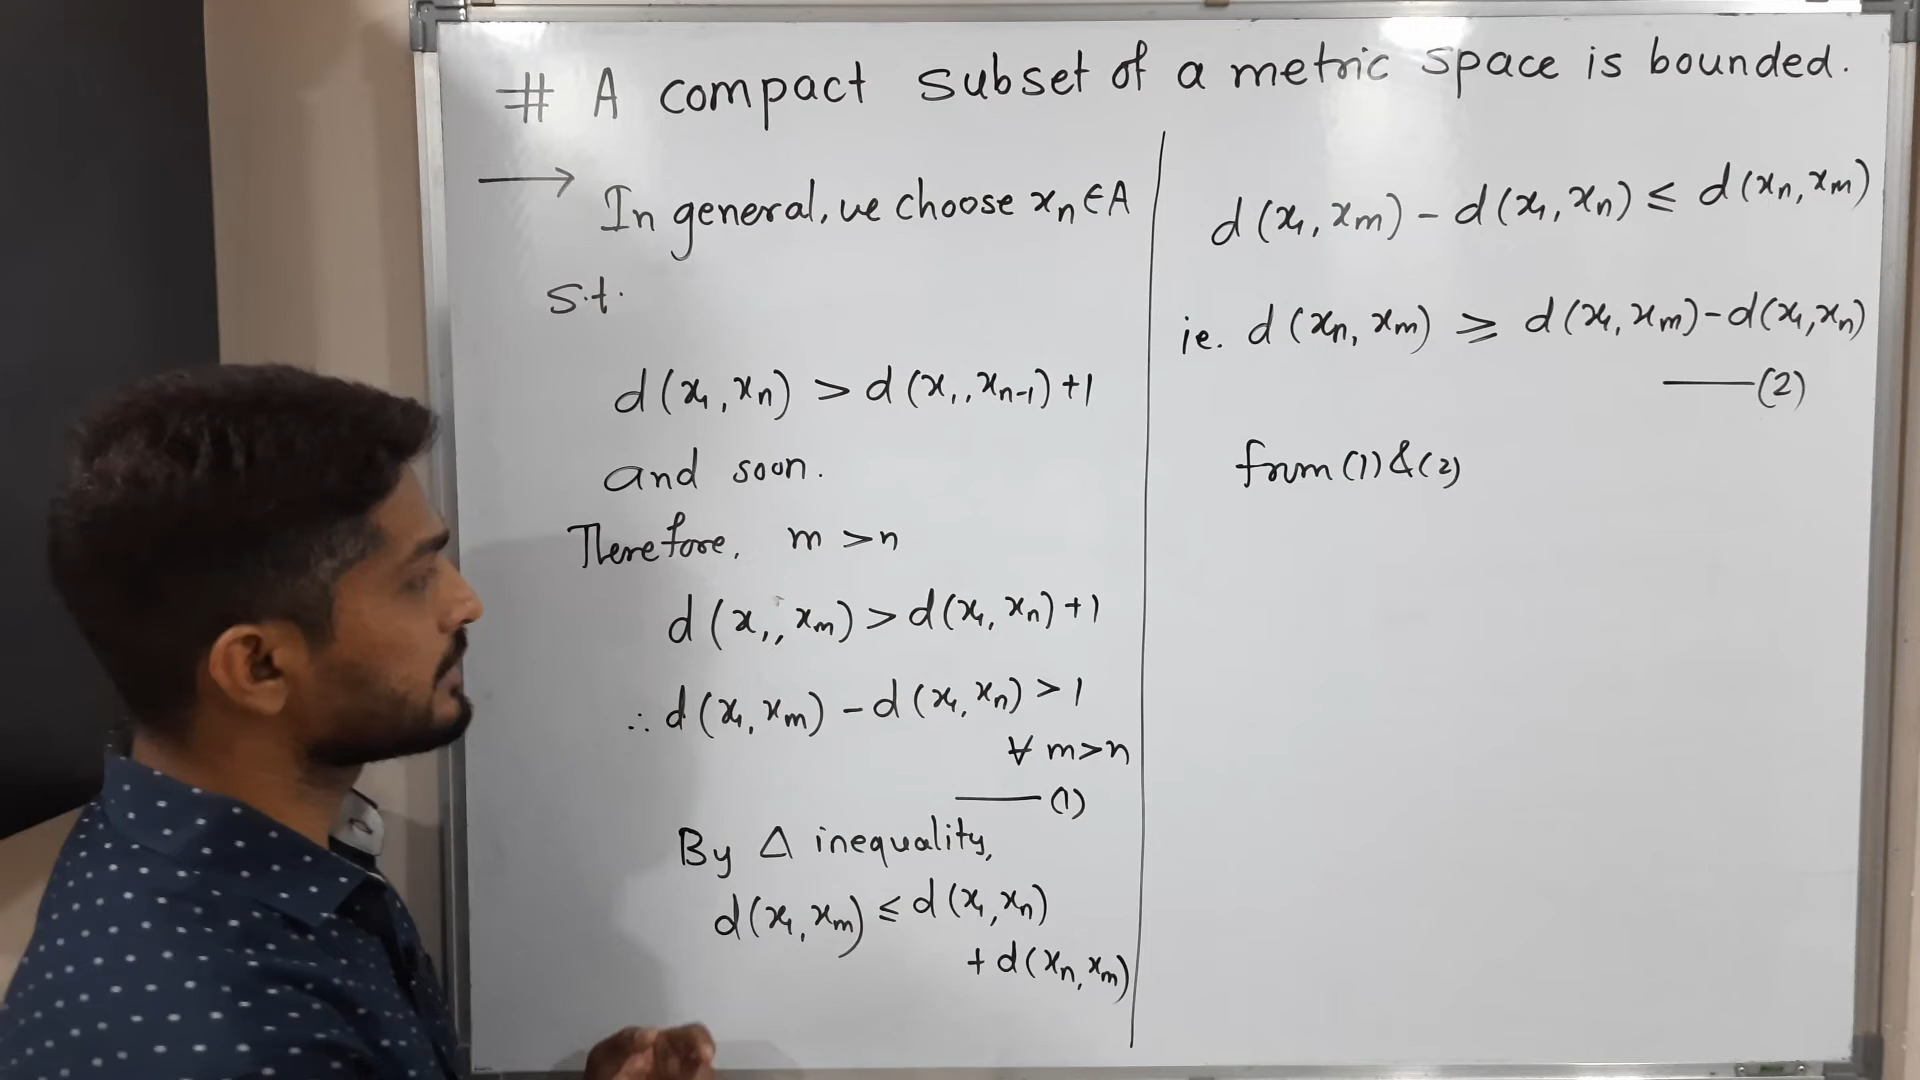 # A compact subset of a metric space is bounded.
→ In general, we choose xₙ ∈ A
s.t.
d(x₁, xₙ) > d(x₁, xₙ₋₁) + 1
and soon.
Therefore, m > n
d(x₁, xₘ) > d(x₁, xₙ) + 1
∴ d(x₁, xₘ) - d(x₁, xₙ) > 1
∀ m > n
—— (1)
By Δ inequality,
d(x₁, xₘ) ≤ d(x₁, xₙ)
+ d(xₙ, xₘ)
d(x₁, xₘ) - d(x₁, xₙ) ≤ d(xₙ, xₘ)
ie. d(xₙ, xₘ) ≥ d(x₁, xₘ) - d(x₁, xₙ)
—— (2)
from (1) & (2)